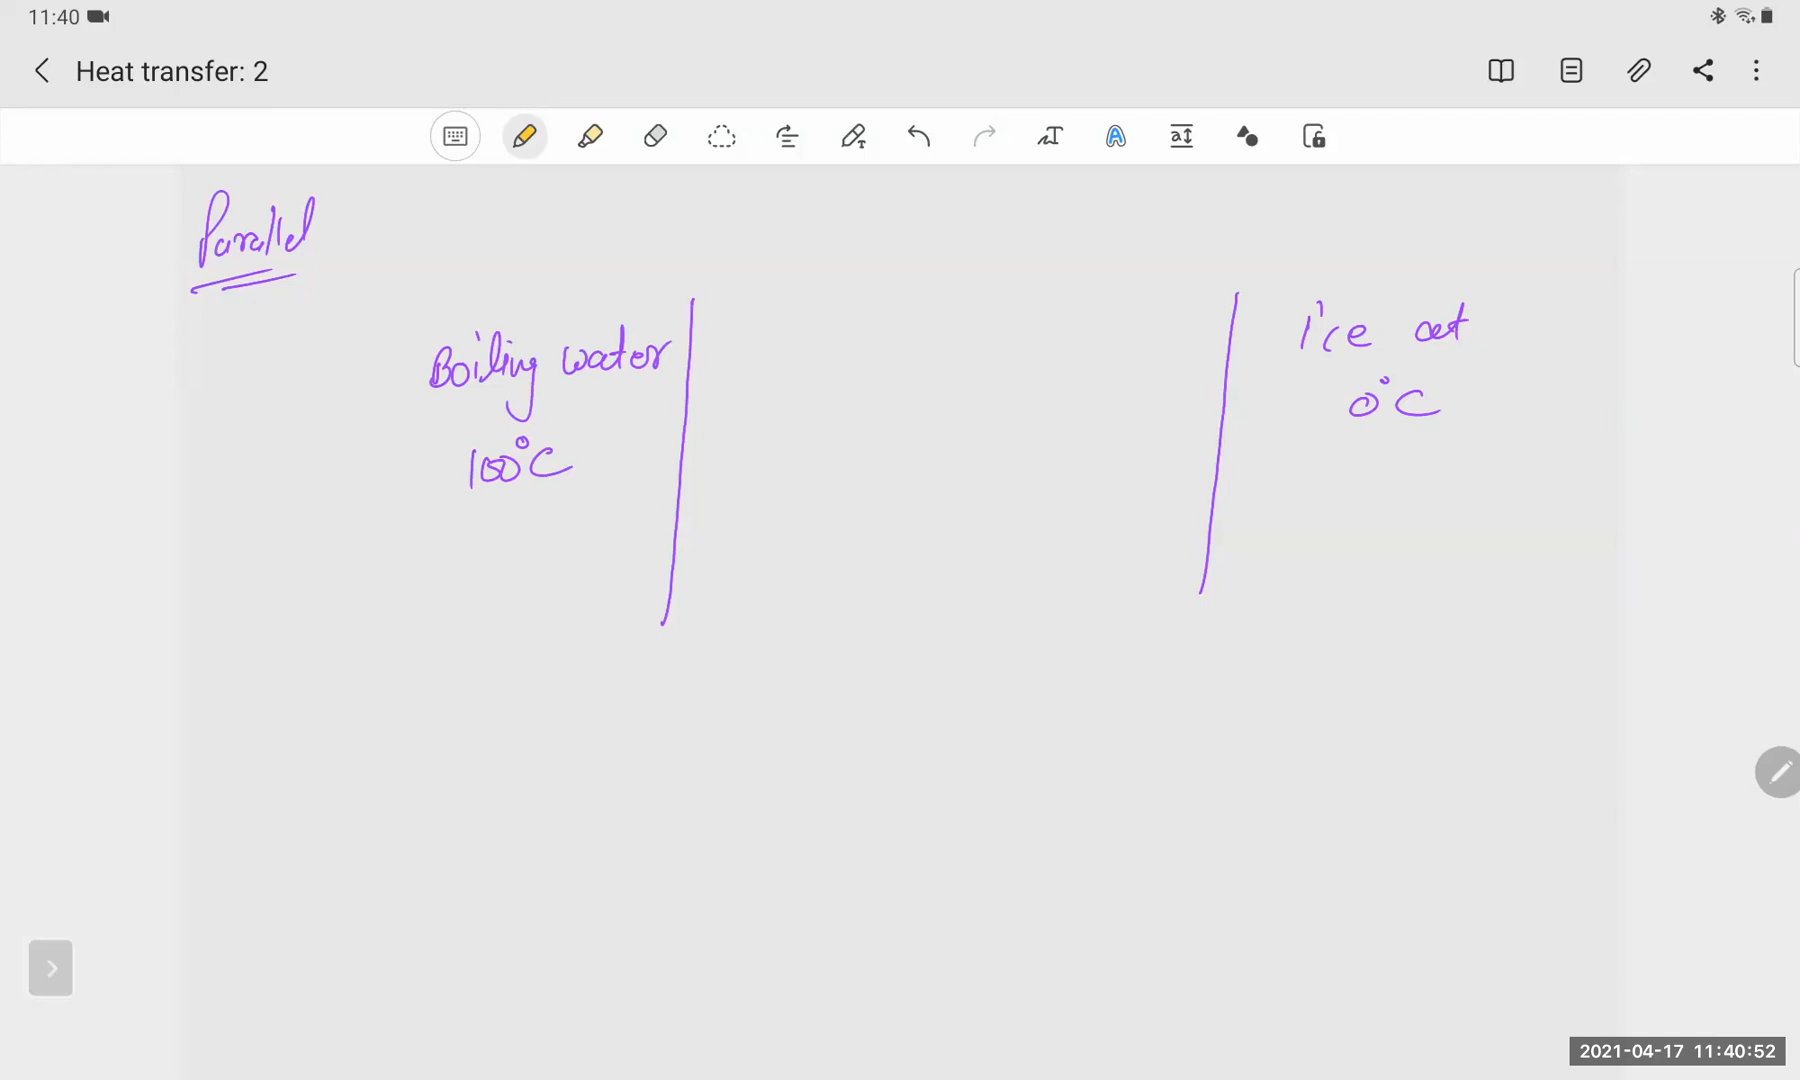 11:40
Heat transfer: 2
Parallel
Boiling water
100°C
Ice at
0°C
2021-04-17 11:40:52